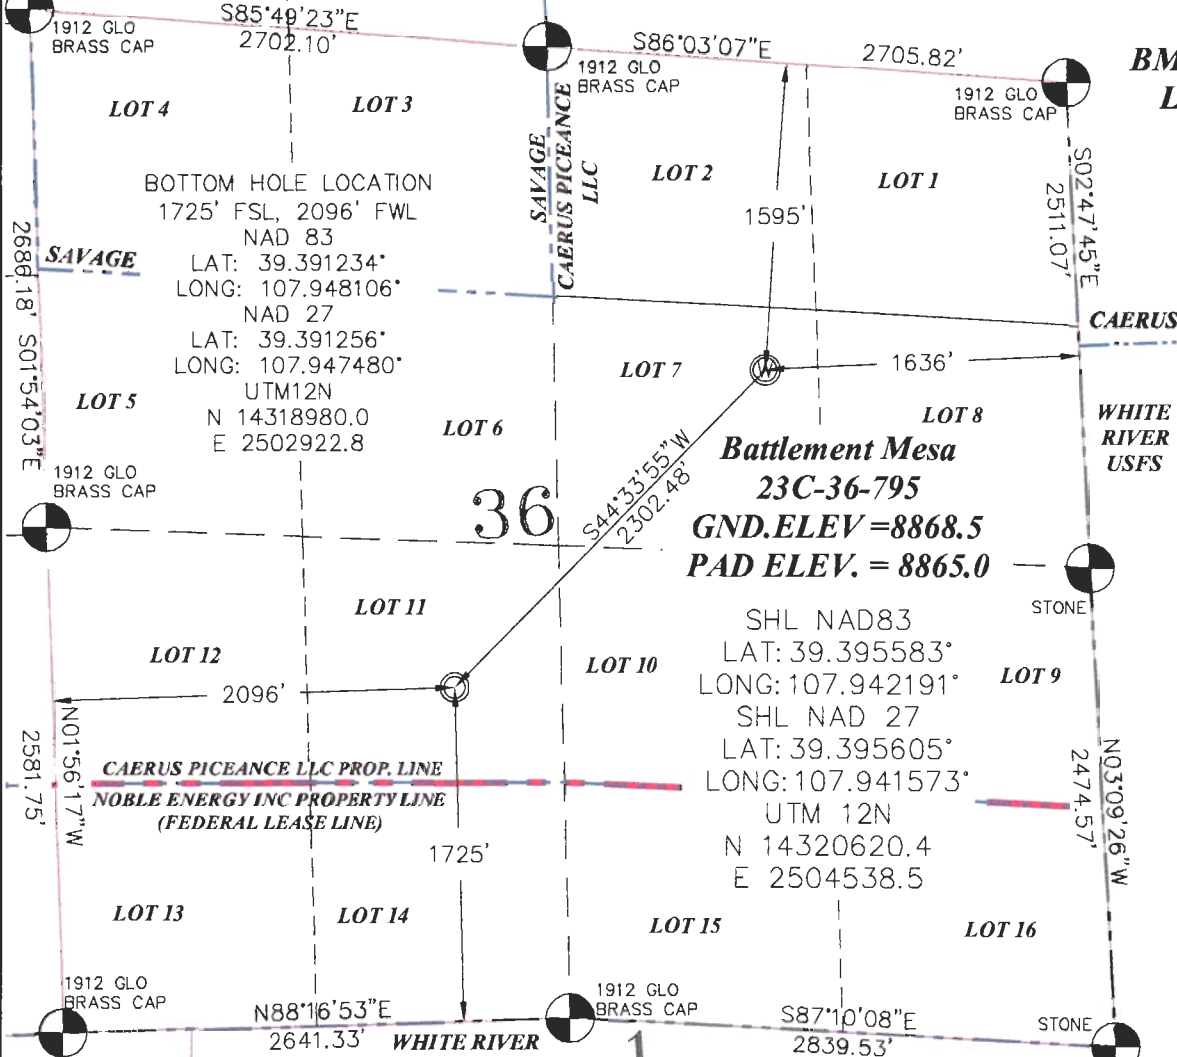 S85°49'23"E
2702.10'
S86°03'07"E
2705.82'
1912 GLO
BRASS CAP
1912 GLO
BRASS CAP
1912 GLO
BRASS CAP
BM
L
LOT 4
LOT 3
SAVAGE
CAERUS PICEANCE
LLC
LOT 2
LOT 1
S02°47'45"E
2511.07'
BOTTOM HOLE LOCATION
1725' FSL, 2096' FWL
NAD 83
LAT: 39.391234°
LONG: 107.948106°
NAD 27
LAT: 39.391256°
LONG: 107.947480°
UTM12N
N 14318980.0
E 2502922.8
1595'
SAVAGE
2686.18' S01°54'03"E
CAERUS
1636'
LOT 7
LOT 8
LOT 5
LOT 6
WHITE
RIVER
USFS
1912 GLO
BRASS CAP
36
S44°33'55"W
2302.48'
Battlement Mesa
23C-36-795
GND.ELEV =8868.5
PAD ELEV. = 8865.0
STONE
SHL NAD83
LAT: 39.395583°
LONG: 107.942191°
SHL NAD 27
LAT: 39.395605°
LONG: 107.941573°
UTM 12N
N 14320620.4
E 2504538.5
LOT 11
LOT 12
LOT 10
LOT 9
2096'
N01°56'17"W
2581.75'
CAERUS PICEANCE LLC PROP. LINE
NOBLE ENERGY INC PROPERTY LINE
(FEDERAL LEASE LINE)
N03°09'26"W
2474.57'
1725'
LOT 13
LOT 14
LOT 15
LOT 16
1912 GLO
BRASS CAP
1912 GLO
BRASS CAP
STONE
N88°16'53"E
2641.33'
WHITE RIVER
S87°10'08"E
2839.53'
1